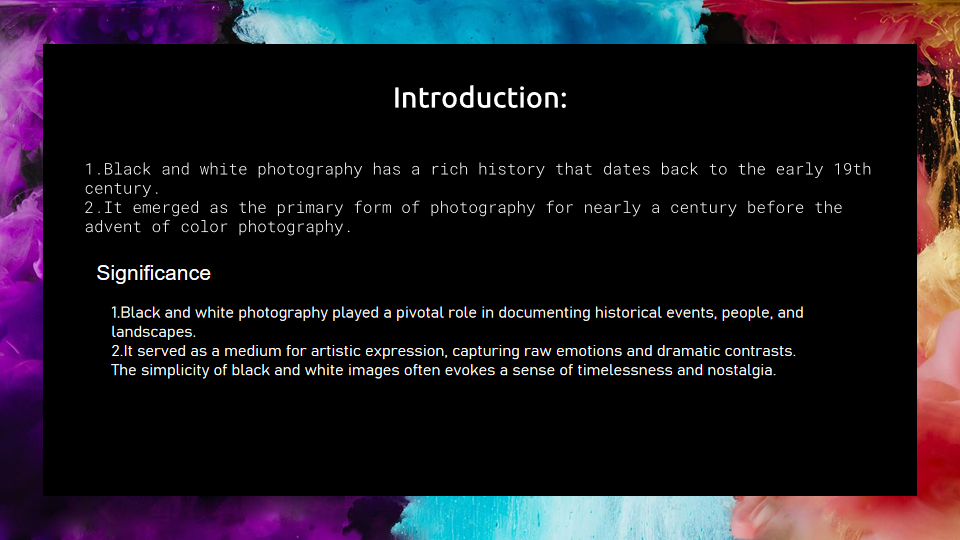 Introduction:
1.Black and white photography has a rich history that dates back to the early 19th
century.
2.It emerged as the primary form of photography for nearly a century before the
advent of color photography.
Significance
1.Black and white photography played a pivotal role in documenting historical events, people, and
landscapes.
2.It served as a medium for artistic expression, capturing raw emotions and dramatic contrasts.
The simplicity of black and white images often evokes a sense of timelessness and nostalgia.